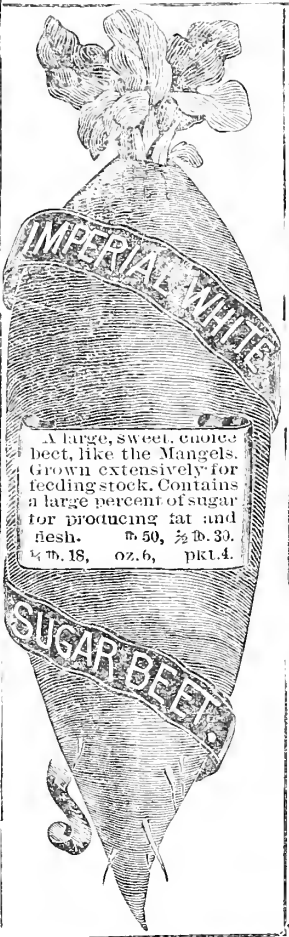 IMPERIAL WHITE
A large, sweet, choice
beet, like the Mangels.
Grown extensively for
feeding stock. Contains
a large percent of sugar
for producing fat and
flesh. ℔ 50, ½ ℔. 30.
¼ ℔. 18, oz. 6, pkt. 4.
SUGAR BEET